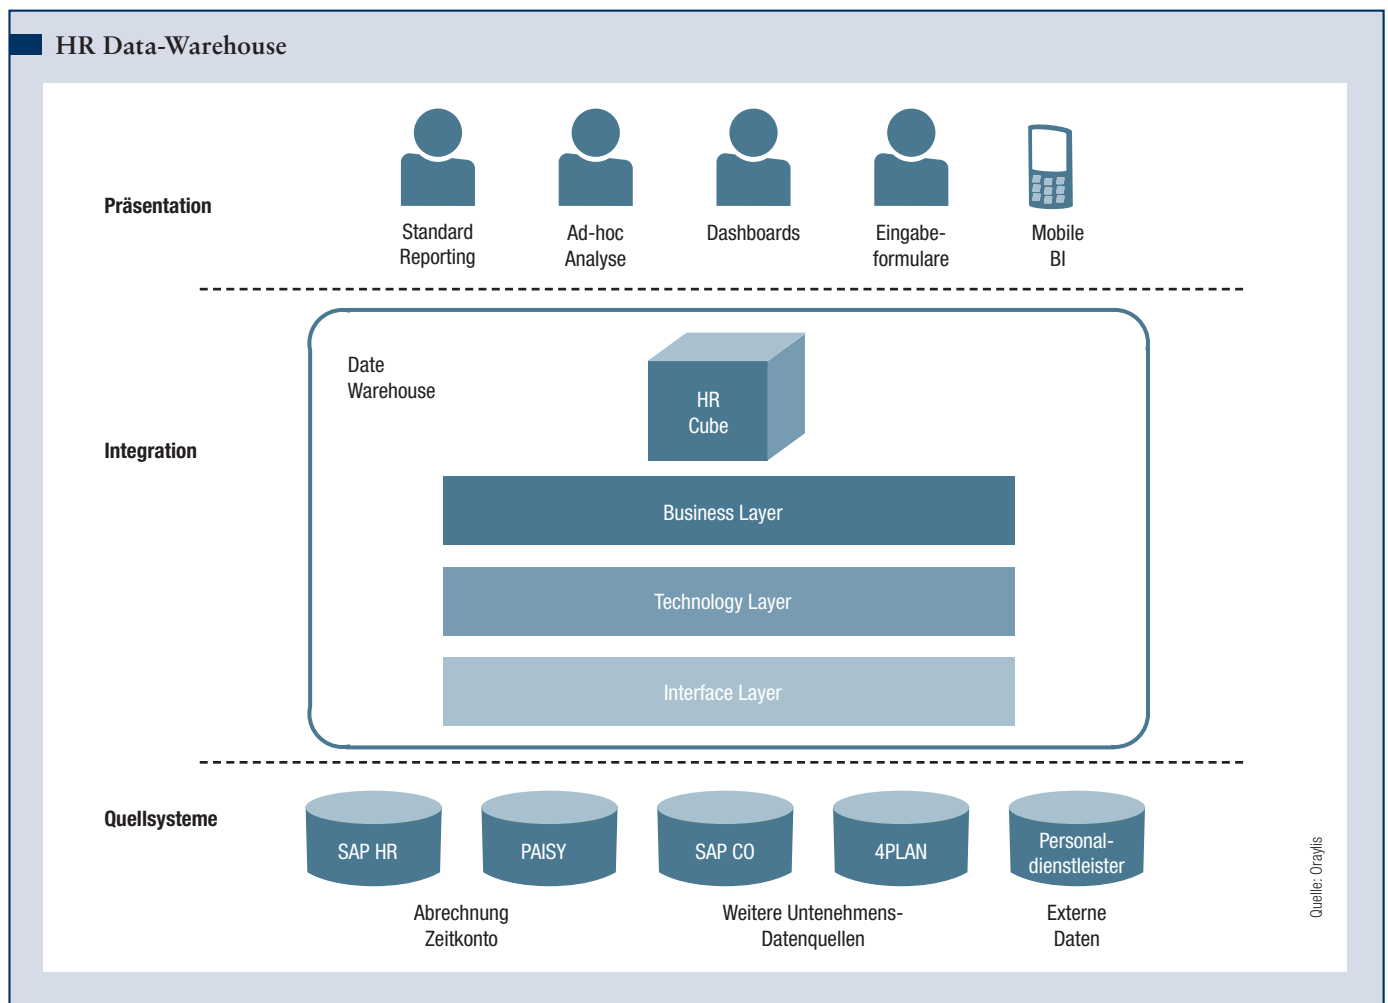 HR Data-Warehouse
Präsentation
Standard
Reporting
Ad-hoc
Analyse
Dashboards
Eingabe-
formulare
Mobile
BI
Integration
Date
Warehouse
HR
Cube
Business Layer
Technology Layer
Interface Layer
Quellsysteme
SAP HR
PAISY
SAP CO
4PLAN
Personal-
dienstleister
Abrechnung
Zeitkonto
Weitere Untenehmens-
Datenquellen
Externe
Daten
Quelle: Oraylis